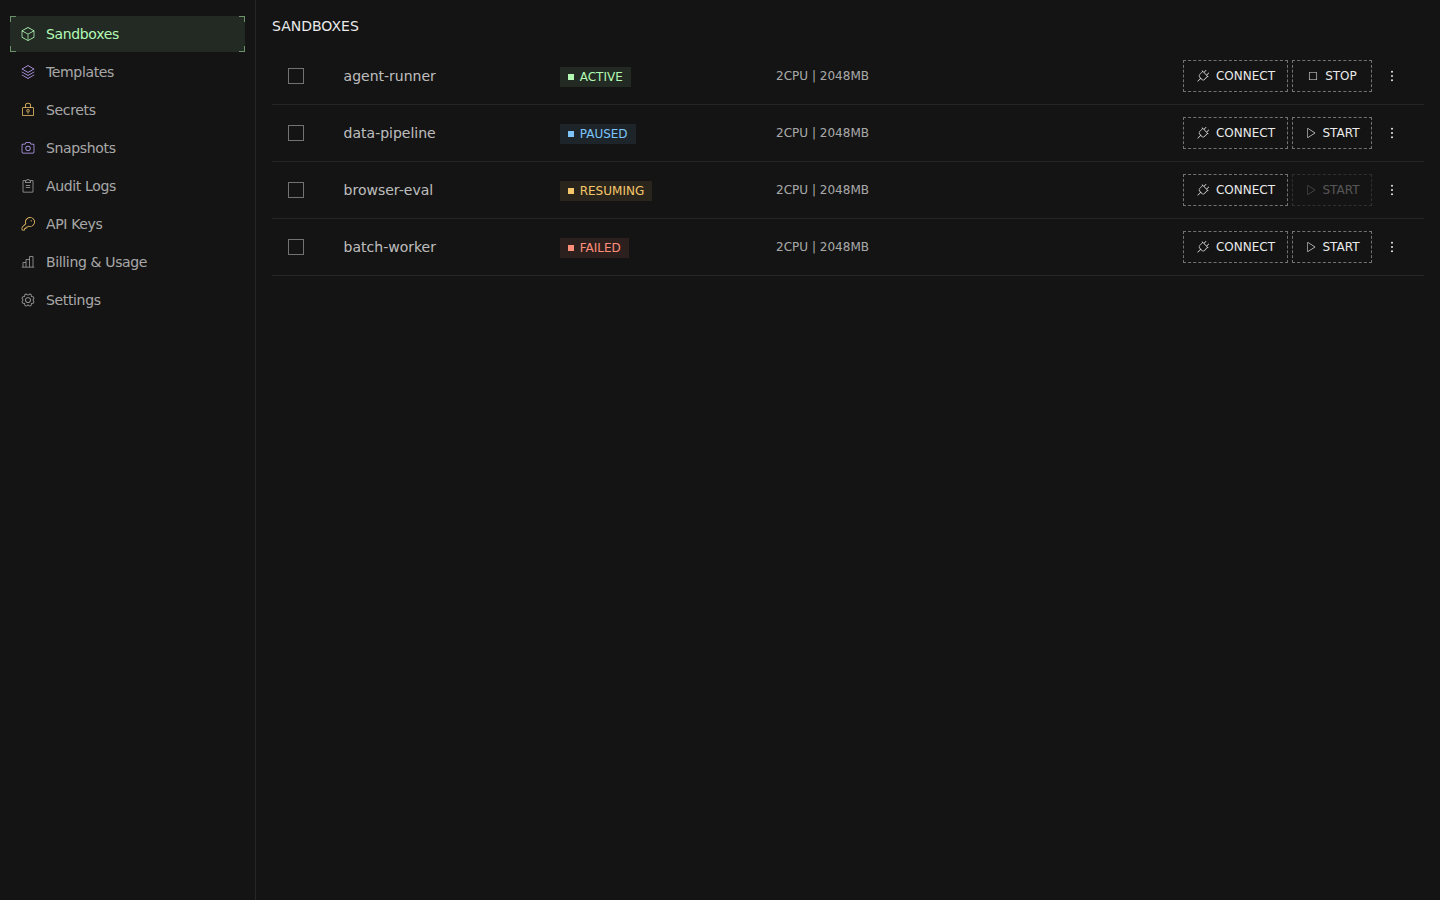 Sandboxes
Templates
Secrets
Snapshots
Audit Logs
API Keys
Billing & Usage
Settings
SANDBOXES
agent-runner ACTIVE 2CPU | 2048MB CONNECT STOP
data-pipeline PAUSED 2CPU | 2048MB CONNECT START
browser-eval RESUMING 2CPU | 2048MB CONNECT START
batch-worker FAILED 2CPU | 2048MB CONNECT START